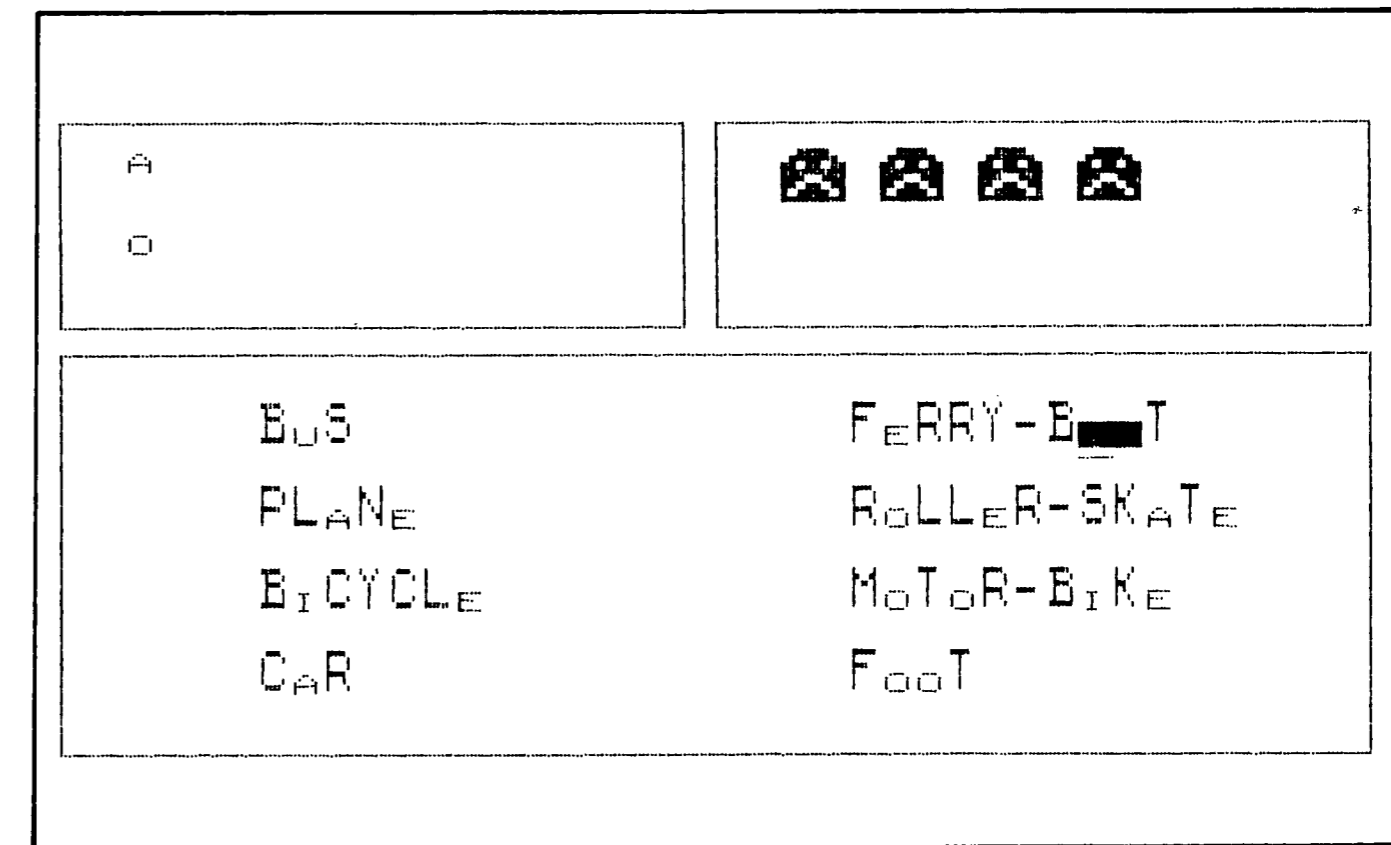 A
O
BUS
FERRY-B██T
PLANE
ROLLER-SKATE
BICYCLE
MOTOR-BIKE
CAR
FOOT